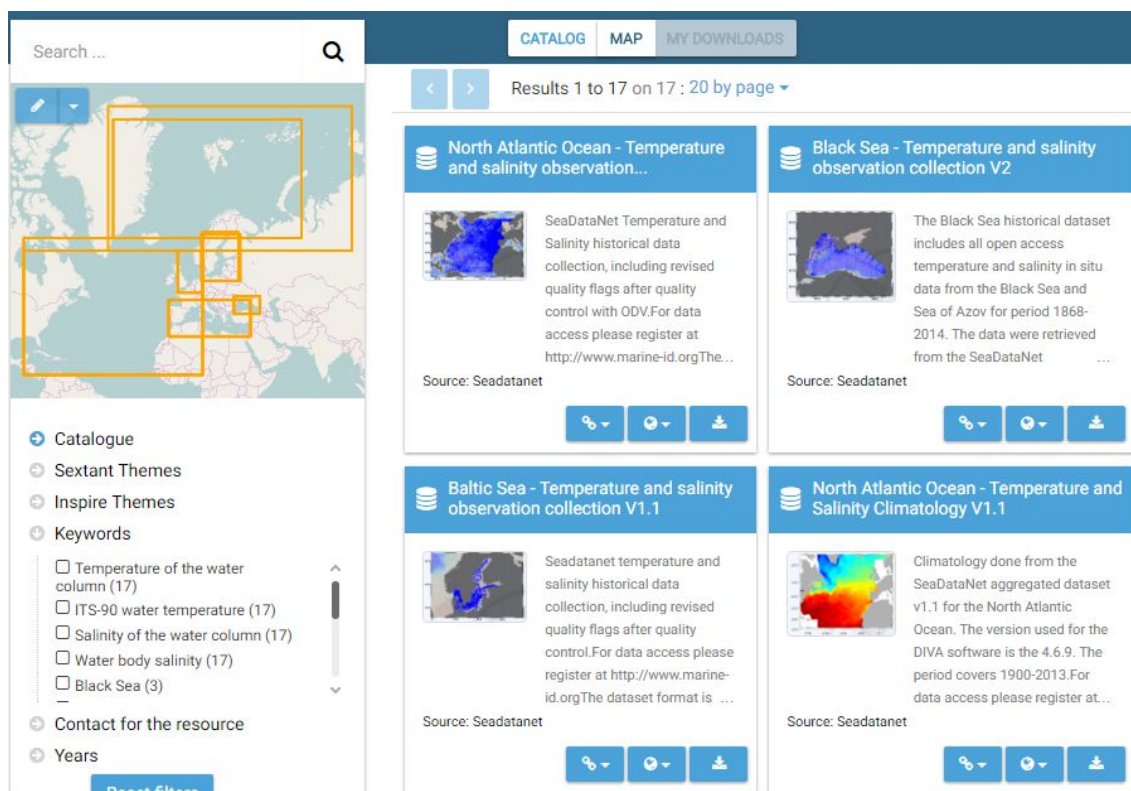 Search ...
CATALOG MAP MY DOWNLOADS
Results 1 to 17 on 17 : 20 by page
Catalogue
Sextant Themes
Inspire Themes
Keywords
Temperature of the water
column (17)
ITS-90 water temperature (17)
Salinity of the water column (17)
Water body salinity (17)
Black Sea (3)
Contact for the resource
Years
Reset filters
North Atlantic Ocean - Temperature
and salinity observation...
SeaDataNet Temperature and
Salinity historical data
collection, including revised
quality flags after quality
control with ODV.For data
access please register at
http://www.marine-id.orgThe...
Source: Seadatanet
Black Sea - Temperature and salinity
observation collection V2
The Black Sea historical dataset
includes all open access
temperature and salinity in situ
data from the Black Sea and
Sea of Azov for period 1868-
2014. The data were retrieved
from the SeaDataNet ...
Source: Seadatanet
Baltic Sea - Temperature and salinity
observation collection V1.1
Seadatanet temperature and
salinity historical data
collection, including revised
quality flags after quality
control.For data access please
register at http://www.marine-
id.orgThe dataset format is ...
Source: Seadatanet
North Atlantic Ocean - Temperature and
Salinity Climatology V1.1
Climatology done from the
SeaDataNet aggregated dataset
v1.1 for the North Atlantic
Ocean. The version used for the
DIVA software is the 4.6.9. The
period covers 1900-2013.For
data access please register at...
Source: Seadatanet